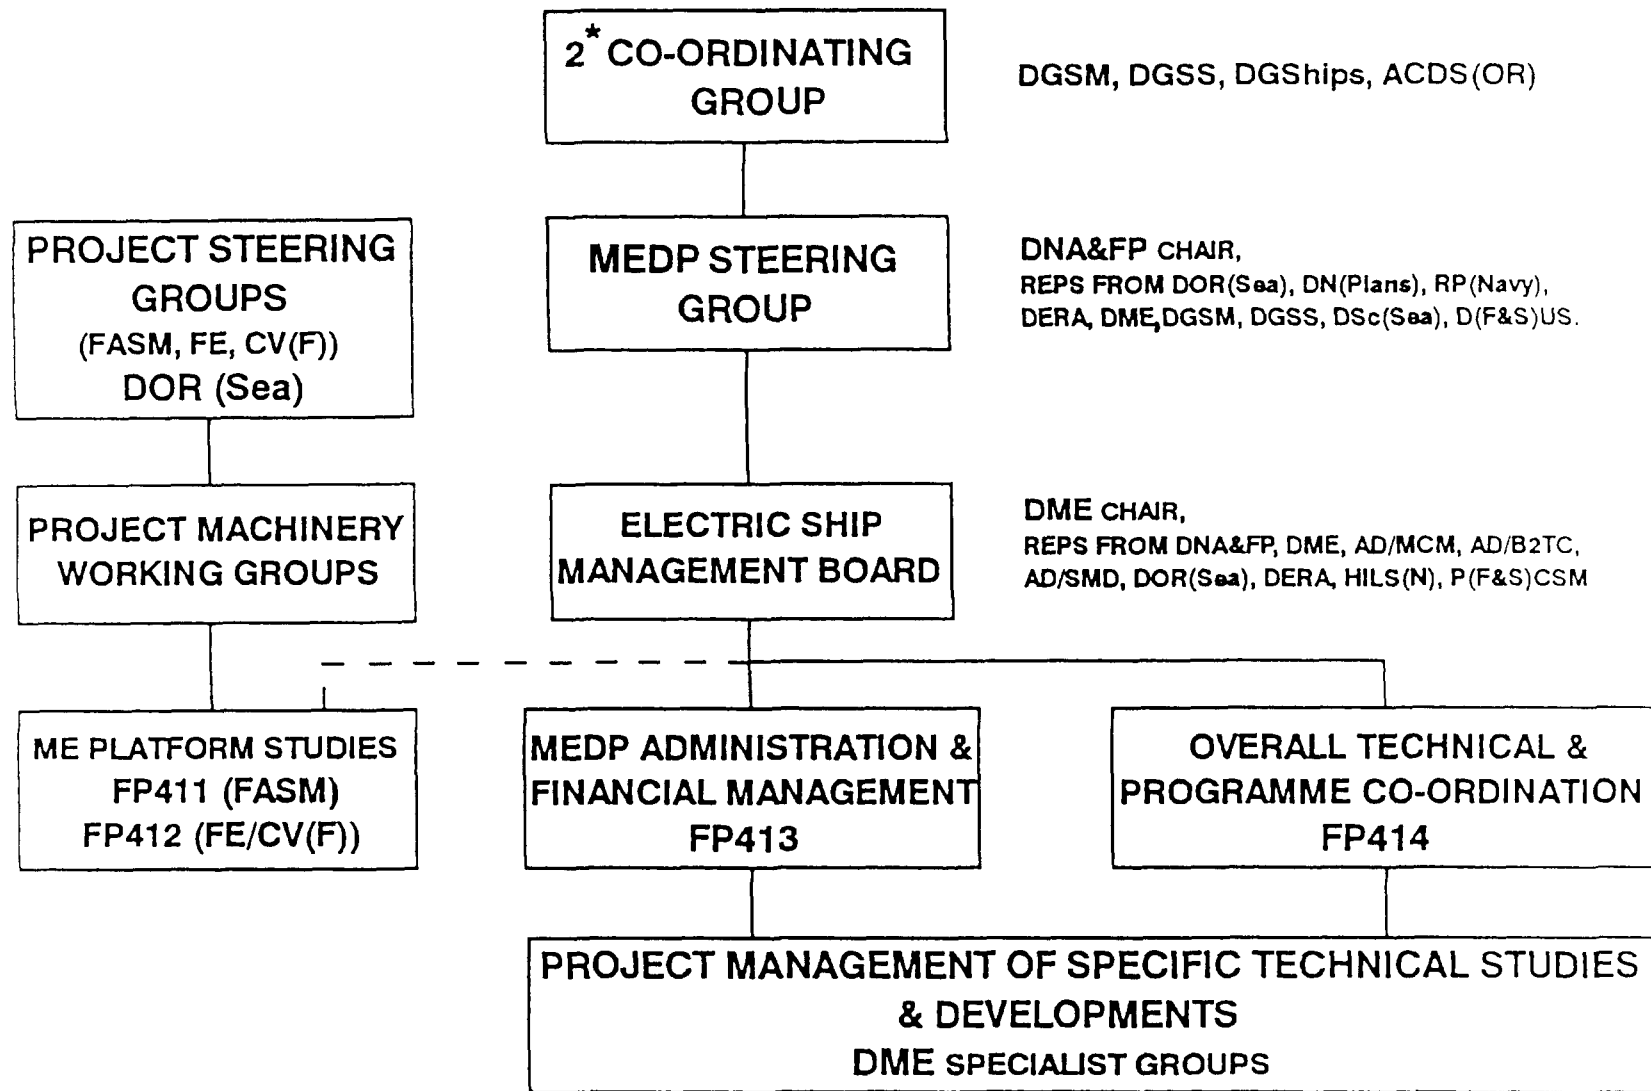 2* CO-ORDINATING
GROUP
DGSM, DGSS, DGShips, ACDS(OR)
PROJECT STEERING
GROUPS
(FASM, FE, CV(F))
DOR (Sea)
MEDP STEERING
GROUP
DNA&FP CHAIR,
REPS FROM DOR(Sea), DN(Plans), RP(Navy),
DERA, DME,DGSM, DGSS, DSc(Sea), D(F&S)US.
PROJECT MACHINERY
WORKING GROUPS
ELECTRIC SHIP
MANAGEMENT BOARD
DME CHAIR,
REPS FROM DNA&FP, DME, AD/MCM, AD/B2TC,
AD/SMD, DOR(Sea), DERA, HILS(N), P(F&S)CSM
ME PLATFORM STUDIES
FP411 (FASM)
FP412 (FE/CV(F))
MEDP ADMINISTRATION &
FINANCIAL MANAGEMENT
FP413
OVERALL TECHNICAL &
PROGRAMME CO-ORDINATION
FP414
PROJECT MANAGEMENT OF SPECIFIC TECHNICAL STUDIES
& DEVELOPMENTS
DME SPECIALIST GROUPS